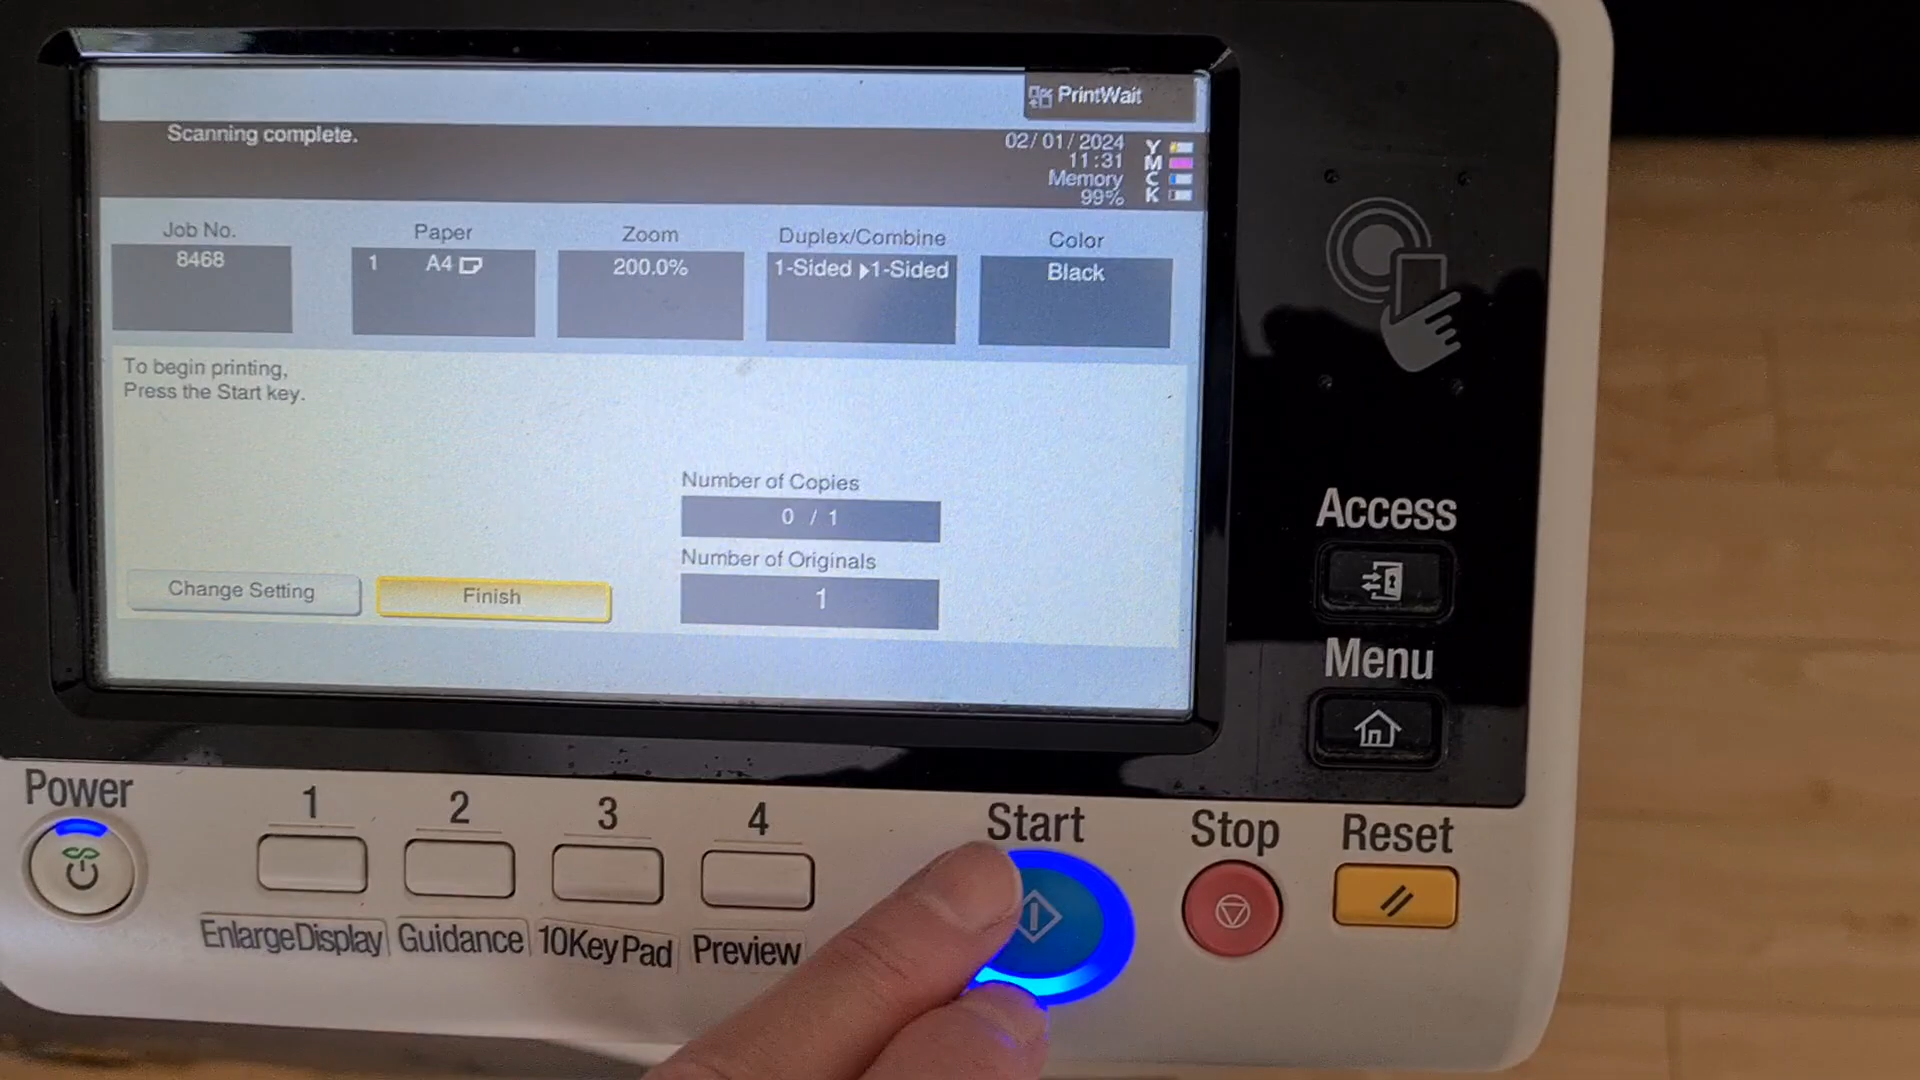 PrintWait
Scanning complete.
02/01/2024
11:31
Memory
99%
Y
M
C
K
Job No.
8468
Paper
1 A4
Zoom
200.0%
Duplex/Combine
1-Sided ▶1-Sided
Color
Black
To begin printing,
Press the Start key.
Number of Copies
0 / 1
Number of Originals
1
Change Setting
Finish
Access
Menu
Power
1
2
3
4
Start
Stop
Reset
EnlargeDisplay
Guidance
10KeyPad
Preview